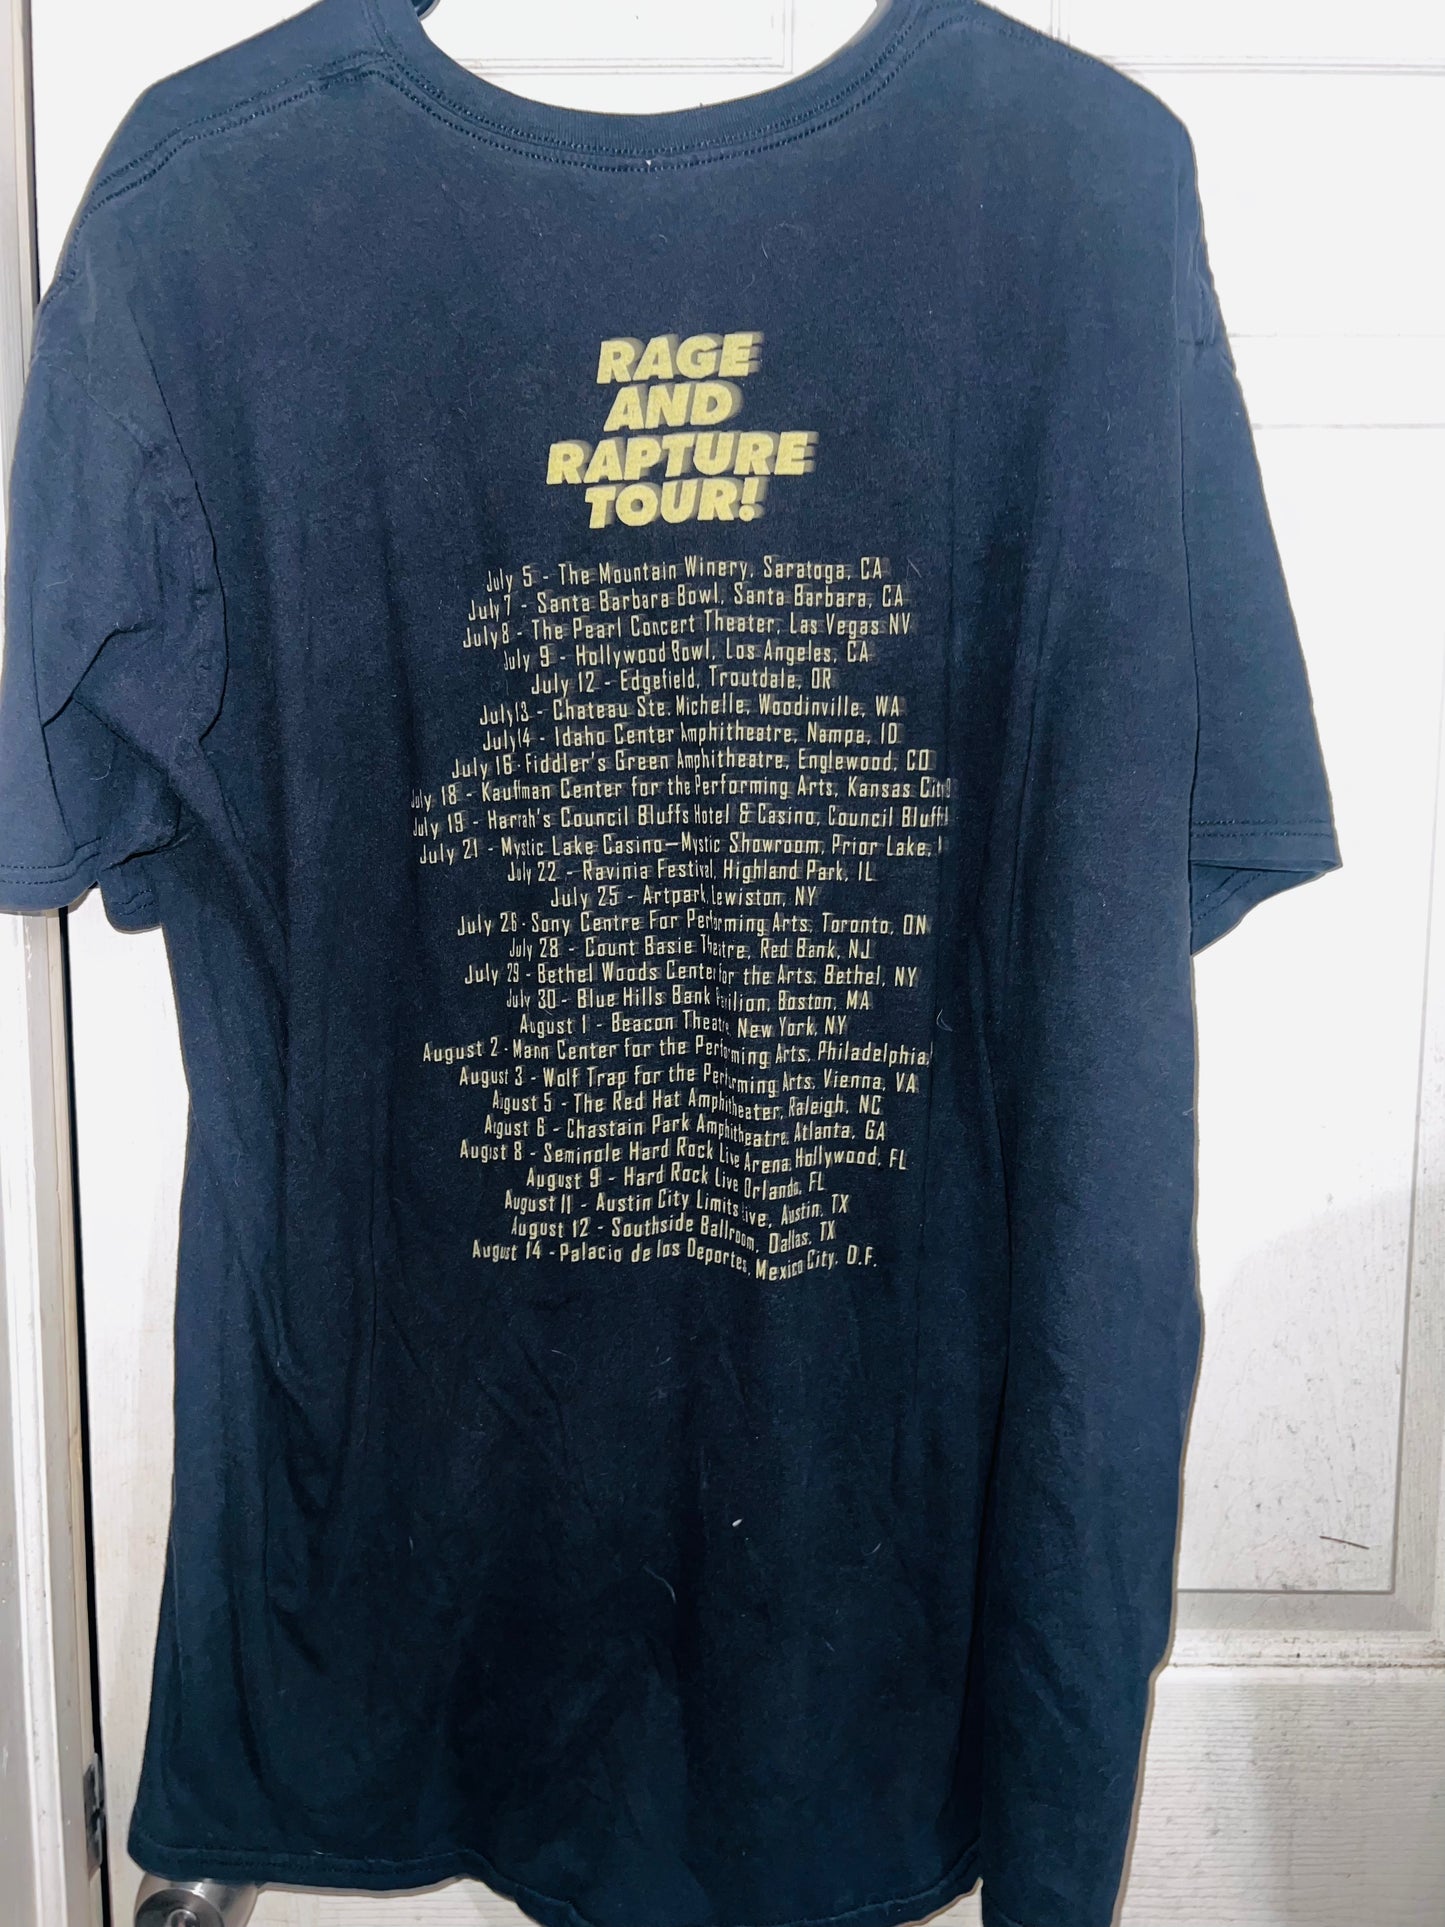 RAGE
AND
RAPTURE
TOUR!
July 5 - The Mountain Winery, Saratoga, CA
July 7 - Santa Barbara Bowl, Santa Barbara, CA
July 8 - The Pearl Concert Theater, Las Vegas NV
July 9 - Hollywood Bowl, Los Angeles, CA
July 12 - Edgefield, Troutdale, OR
July 13 - Chateau Ste. Michelle, Woodinville, WA
July 14 - Idaho Center Amphitheatre, Nampa, ID
July 16 - Fiddler's Green Amphitheatre, Englewood, CO
July 18 - Kauffman Center for the Performing Arts, Kansas City
July 19 - Harrah's Council Bluffs Hotel & Casino, Council Bluffs
July 21 - Mystic Lake Casino—Mystic Showroom, Prior Lake,
July 22 - Ravinia Festival, Highland Park, IL
July 25 - Artpark, Lewiston, NY
July 26 - Sony Centre For Performing Arts, Toronto, ON
July 28 - Count Basie Theatre, Red Bank, NJ
July 29 - Bethel Woods Center for the Arts, Bethel, NY
July 30 - Blue Hills Bank Pavilion, Boston, MA
August 1 - Beacon Theatre, New York, NY
August 2 - Mann Center for the Performing Arts, Philadelphia,
August 3 - Wolf Trap for the Performing Arts, Vienna, VA
August 5 - The Red Hat Amphitheater, Raleigh, NC
August 6 - Chastain Park Amphitheatre, Atlanta, GA
August 8 - Seminole Hard Rock Live Arena, Hollywood, FL
August 9 - Hard Rock Live Orlando, FL
August 11 - Austin City Limits Live, Austin, TX
August 12 - Southside Ballroom, Dallas, TX
August 14 - Palacio de los Deportes, Mexico City, D.F.